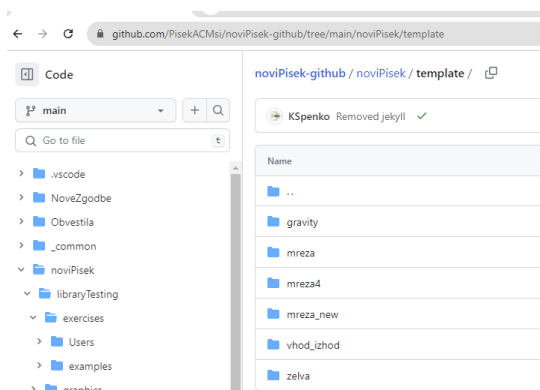 github.com/PisekACMsi/noviPisek-github/tree/main/noviPisek/template
Code
main
Go to file
t
.vscode
NoveZgodbe
Obvestila
_common
noviPisek
libraryTesting
exercises
Users
examples
graphics
noviPisek-github / noviPisek / template /
KSpenko Removed jekyll
Name
..
gravity
mreza
mreza4
mreza_new
vhod_izhod
zelva